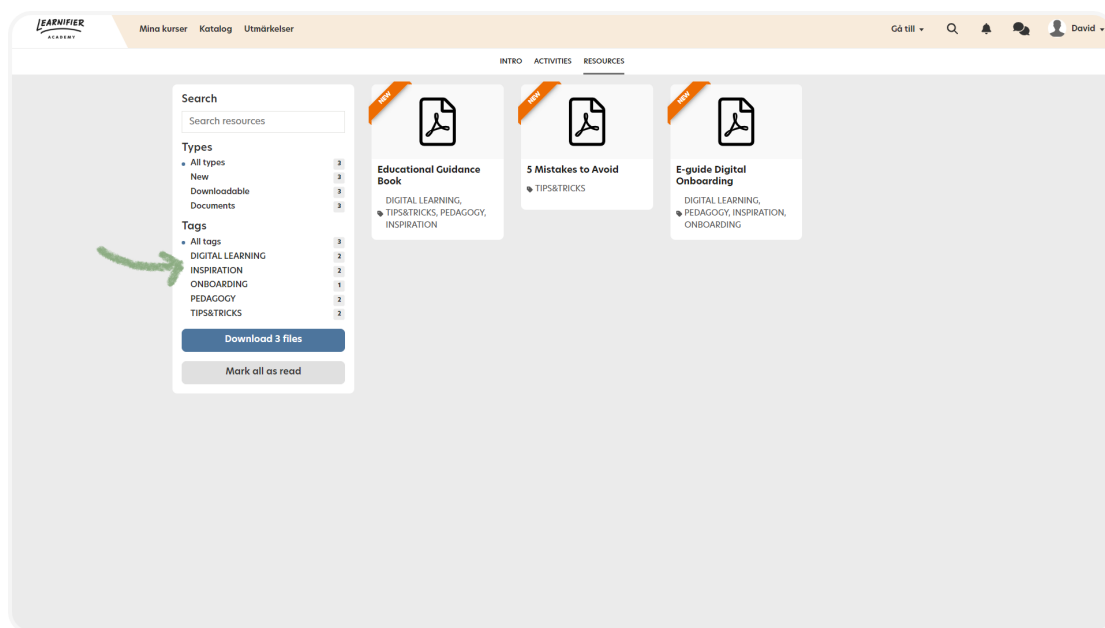 LEARNIFIER
ACADEMY
Mina kurser Katalog Utmärkelser
Gå till
David
INTRO ACTIVITIES RESOURCES
Search
Search resources
Types
All types 3
New 3
Downloadable 3
Documents 3
Tags
All tags 3
DIGITAL LEARNING 2
INSPIRATION 2
ONBOARDING 1
PEDAGOGY 2
TIPS&TRICKS 2
Download 3 files
Mark all as read
NEW
Educational Guidance
Book
DIGITAL LEARNING,
TIPS&TRICKS, PEDAGOGY,
INSPIRATION
NEW
5 Mistakes to Avoid
TIPS&TRICKS
NEW
E-guide Digital
Onboarding
DIGITAL LEARNING,
PEDAGOGY, INSPIRATION,
ONBOARDING